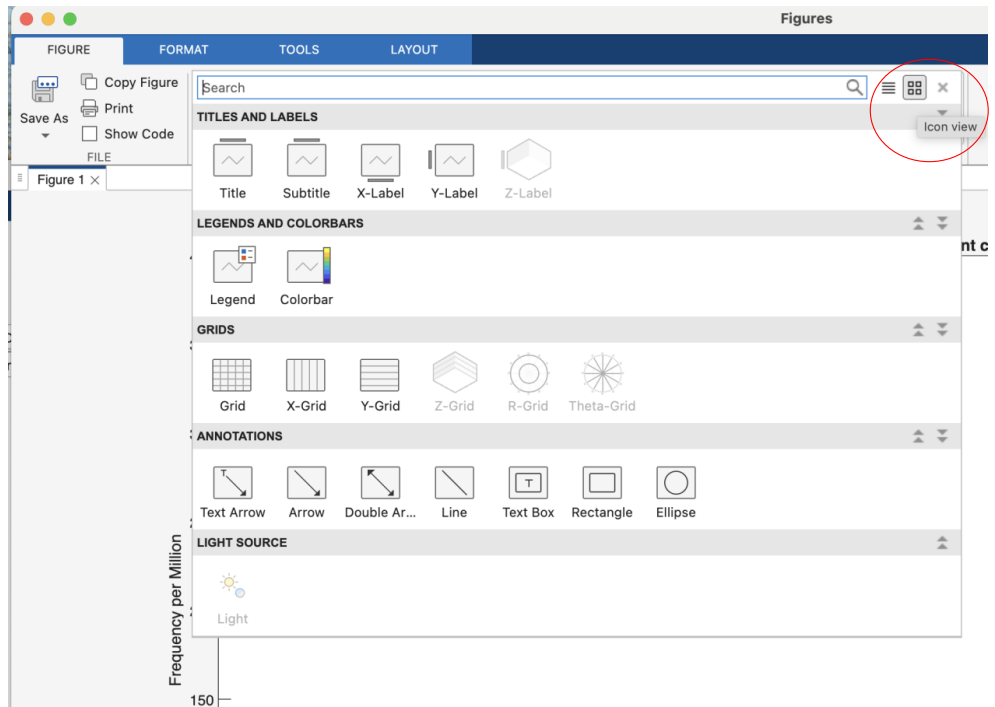 Figures
FIGURE FORMAT TOOLS LAYOUT
Save As
Copy Figure
Print
Show Code
FILE
Search
Icon view
Figure 1
TITLES AND LABELS
Title Subtitle X-Label Y-Label Z-Label
LEGENDS AND COLORBARS
Legend Colorbar
nt c
GRIDS
Grid X-Grid Y-Grid Z-Grid R-Grid Theta-Grid
ANNOTATIONS
Text Arrow Arrow Double Ar... Line Text Box Rectangle Ellipse
LIGHT SOURCE
Light
Frequency per Million
150